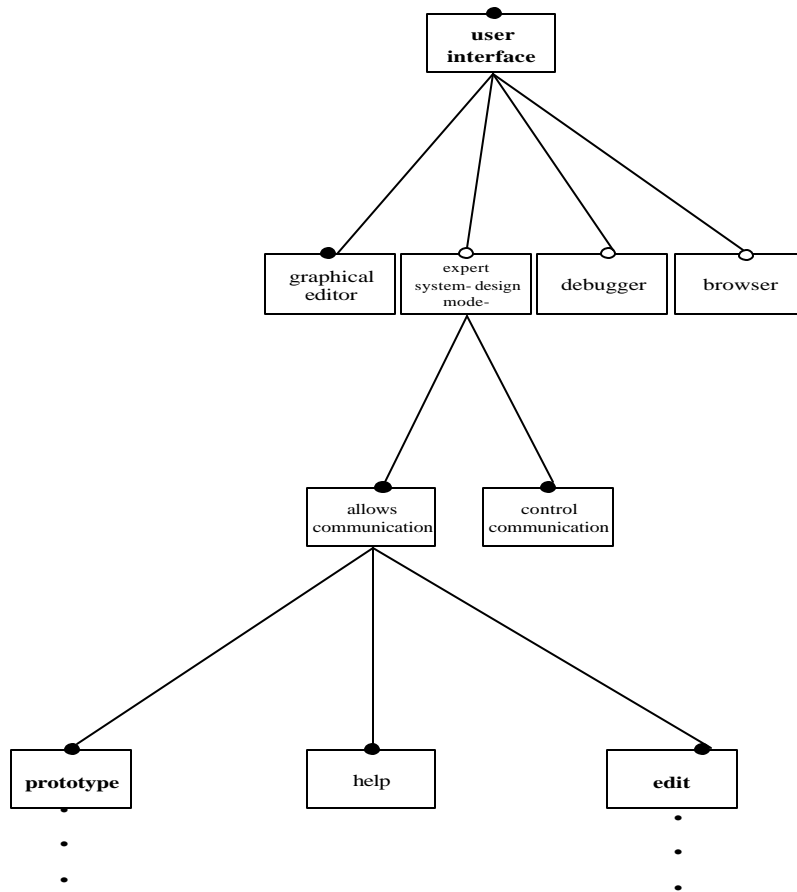 user
interface
graphical
editor
expert
system- design
mode-
debugger
browser
allows
communication
control
communication
prototype
help
edit